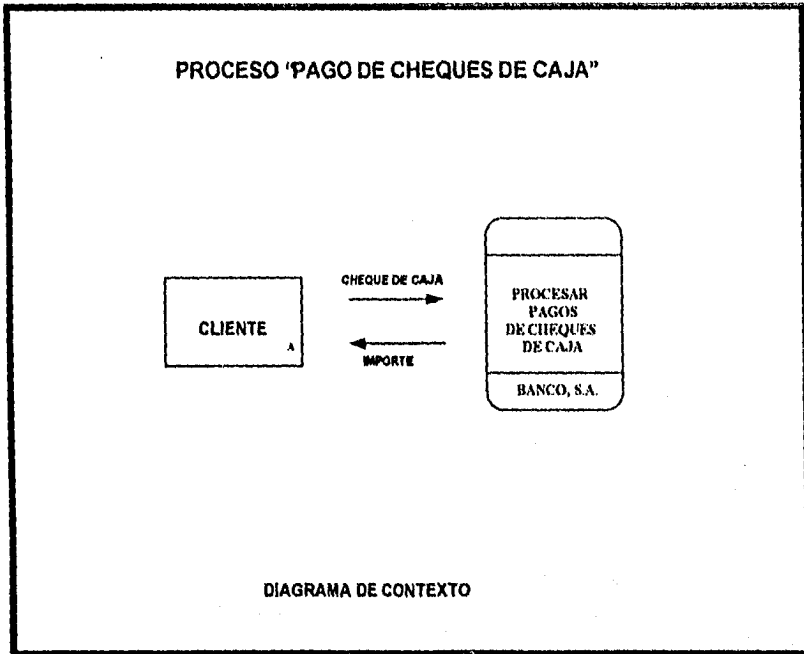 PROCESO "PAGO DE CHEQUES DE CAJA"
CHEQUE DE CAJA
CLIENTE
A
IMPORTE
PROCESAR
PAGOS
DE CHEQUES
DE CAJA
BANCO, S.A.
DIAGRAMA DE CONTEXTO